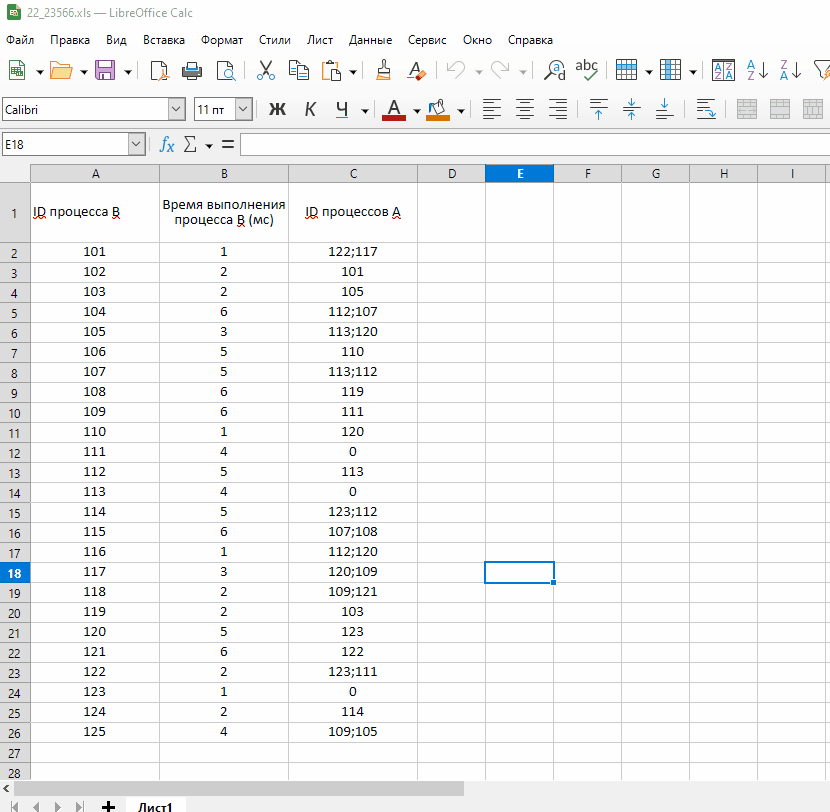 22_23566.xls — LibreOffice Calc
Файл Правка Вид Вставка Формат Стили Лист Данные Сервис Окно Справка
Calibri 11 пт Ж К Ч А
E18 fx Σ =
A B C D E F G H I
1 ID процесса B Время выполнения процесса B (мс) ID процессов A
2 101 1 122;117
3 102 2 101
4 103 2 105
5 104 6 112;107
6 105 3 113;120
7 106 5 110
8 107 5 113;112
9 108 6 119
10 109 6 111
11 110 1 120
12 111 4 0
13 112 5 113
14 113 4 0
15 114 5 123;112
16 115 6 107;108
17 116 1 112;120
18 117 3 120;109
19 118 2 109;121
20 119 2 103
21 120 5 123
22 121 6 122
23 122 2 123;111
24 123 1 0
25 124 2 114
26 125 4 109;105
27
28
Лист1